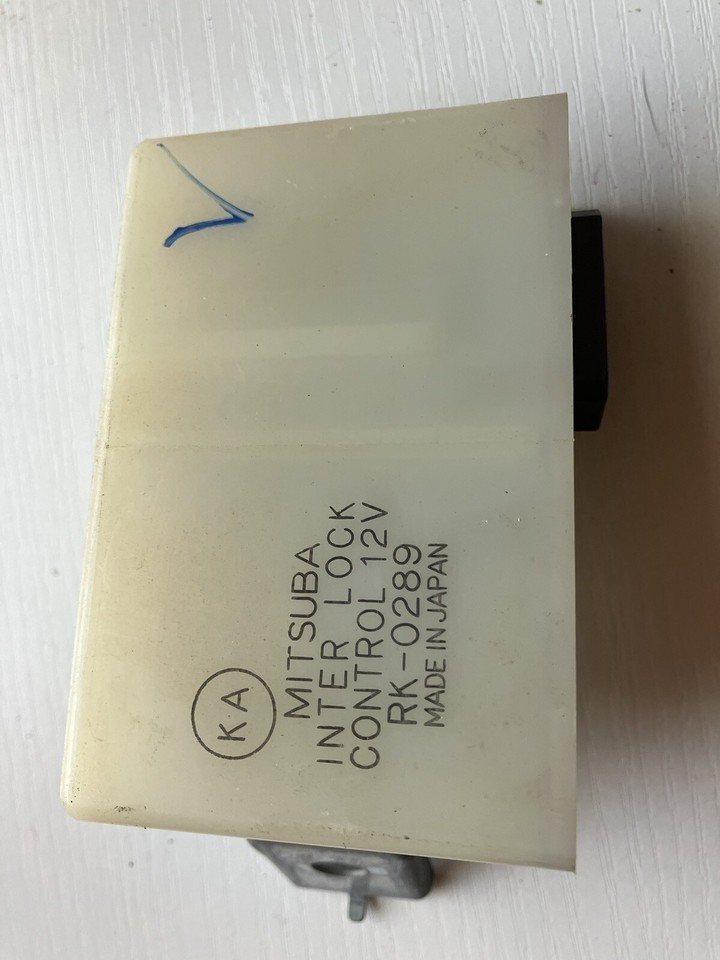 KA
MITSUBA
INTER LOCK
CONTROL 12V
RK-0289
MADE IN JAPAN